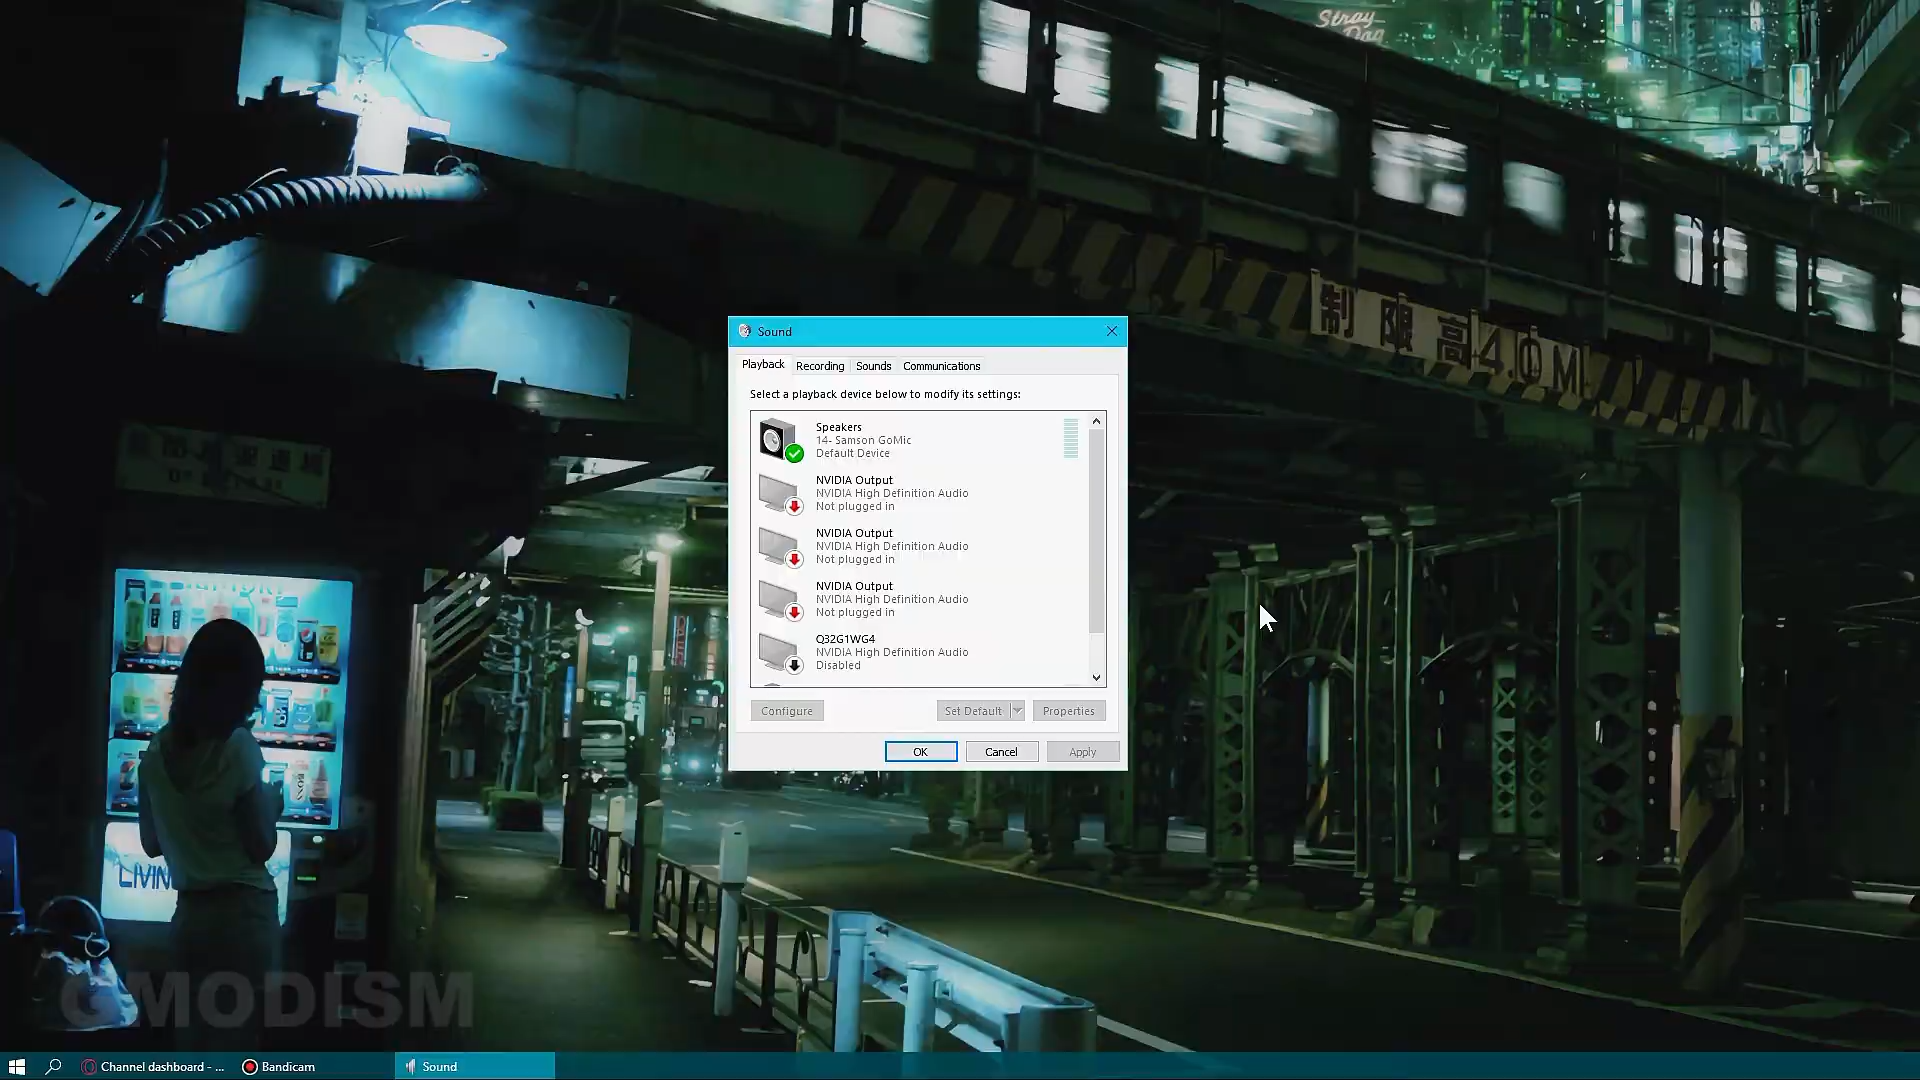 Stray
Dog
制限高4.0M
Sound
Playback
Recording
Sounds
Communications
Select a playback device below to modify its settings:
Speakers
14- Samson GoMic
Default Device
NVIDIA Output
NVIDIA High Definition Audio
Not plugged in
NVIDIA Output
NVIDIA High Definition Audio
Not plugged in
NVIDIA Output
NVIDIA High Definition Audio
Not plugged in
Q32G1WG4
NVIDIA High Definition Audio
Disabled
Configure
Set Default
Properties
OK
Cancel
Apply
LIVIN
GMODISM
Channel dashboard - ...
Bandicam
Sound